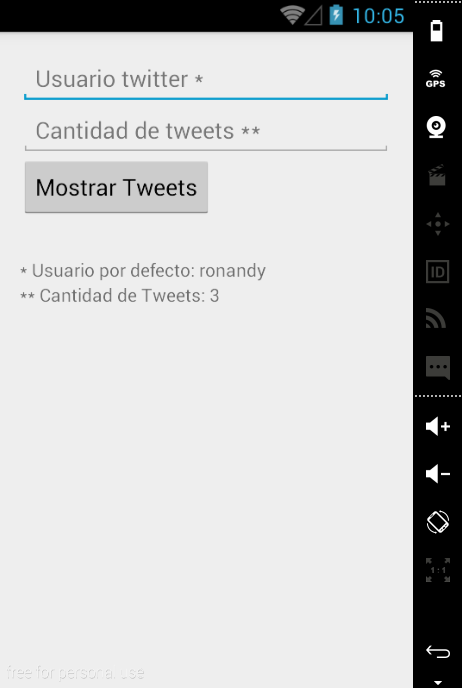 10:05
GPS
Usuario twitter *
Cantidad de tweets **
Mostrar Tweets
ID
* Usuario por defecto: ronandy
** Cantidad de Tweets: 3
1:1
free for personal use